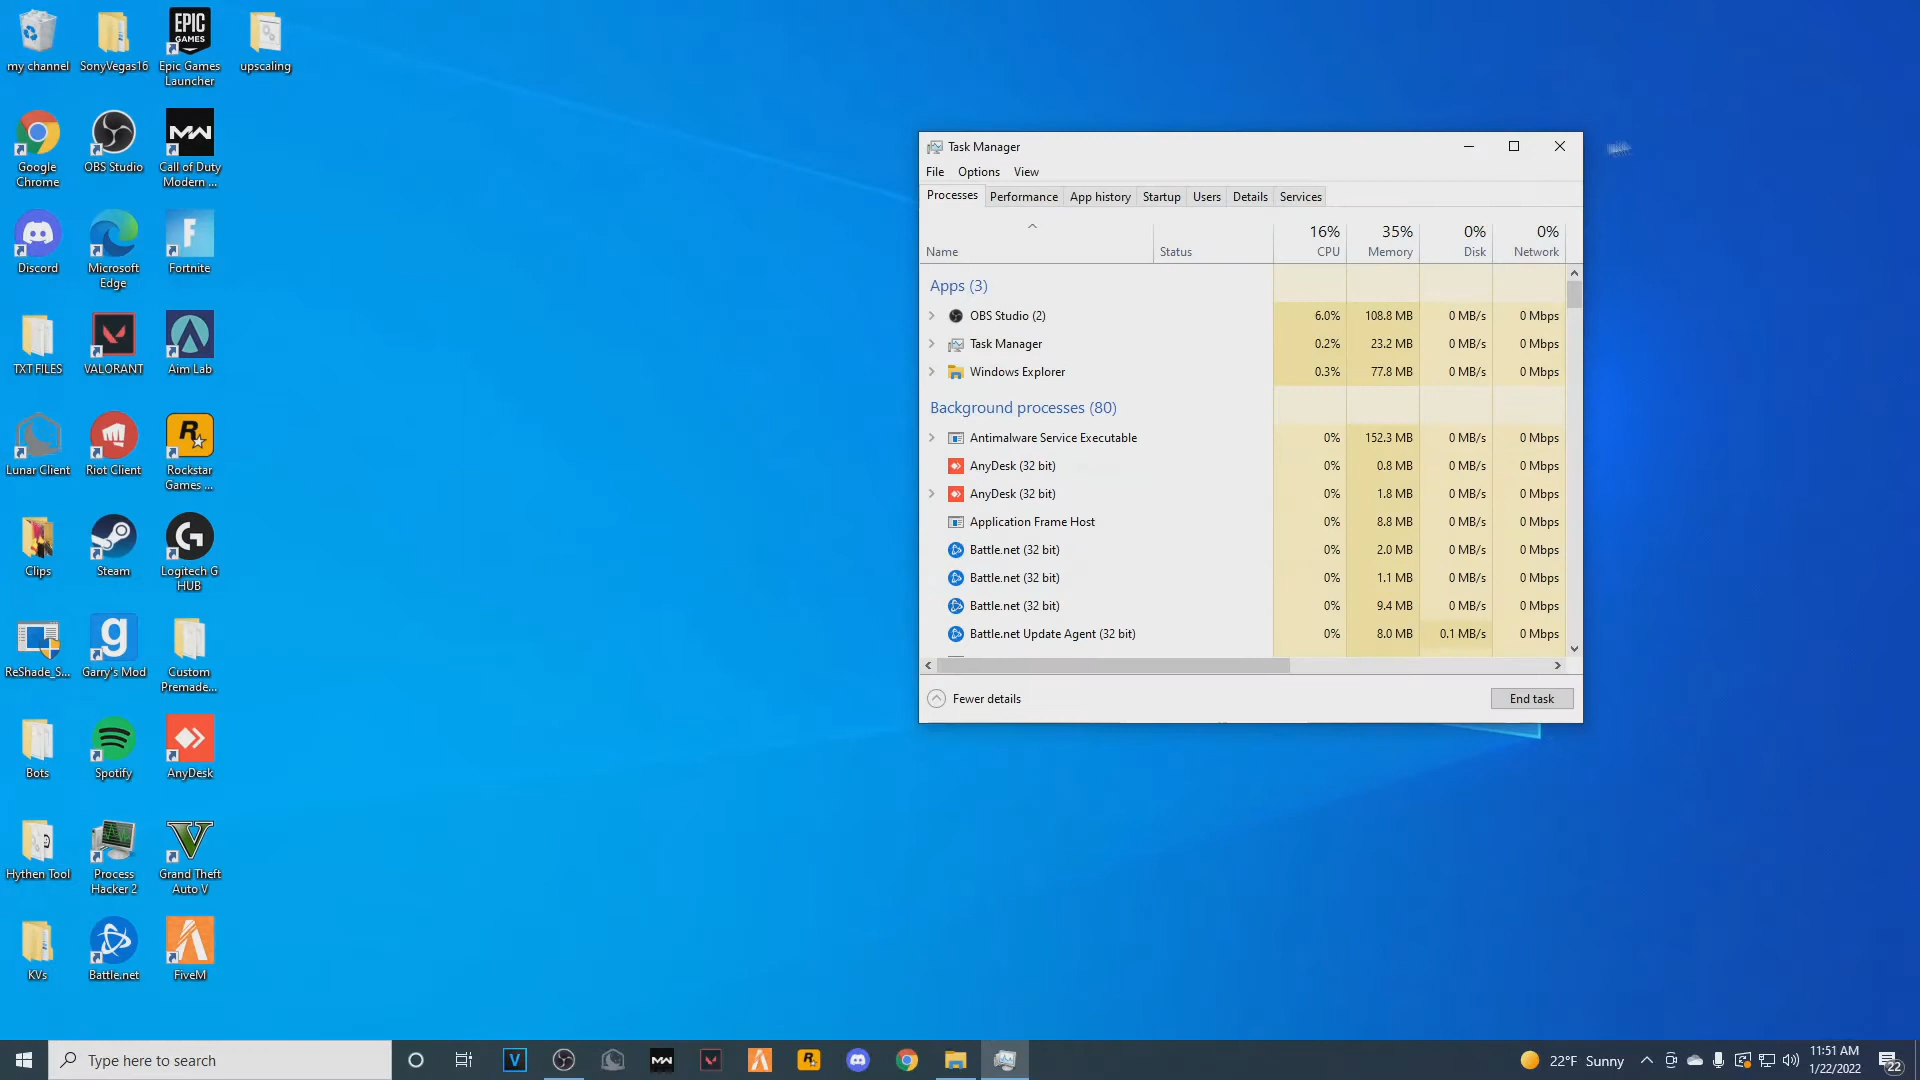 my channel
SonyVegas16
EPIC
GAMES
Epic Games
Launcher
upscaling
Google
Chrome
OBS Studio
MW
Call of Duty
Modern ...
Discord
Microsoft
Edge
Fortnite
TXT FILES
VALORANT
Aim Lab
Lunar Client
Riot Client
Rockstar
Games ...
Clips
Steam
Logitech G
HUB
ReShade_S...
Garry's Mod
Custom
Premade...
Bots
Spotify
AnyDesk
Hythen Tool
Process
Hacker 2
Grand Theft
Auto V
KVs
Battle.net
FiveM
Task Manager
File Options View
Processes Performance App history Startup Users Details Services
16% 35% 0% 0%
Name Status CPU Memory Disk Network
Apps (3)
OBS Studio (2) 6.0% 108.8 MB 0 MB/s 0 Mbps
Task Manager 0.2% 23.2 MB 0 MB/s 0 Mbps
Windows Explorer 0.3% 77.8 MB 0 MB/s 0 Mbps
Background processes (80)
Antimalware Service Executable 0% 152.3 MB 0 MB/s 0 Mbps
AnyDesk (32 bit) 0% 0.8 MB 0 MB/s 0 Mbps
AnyDesk (32 bit) 0% 1.8 MB 0 MB/s 0 Mbps
Application Frame Host 0% 8.8 MB 0 MB/s 0 Mbps
Battle.net (32 bit) 0% 2.0 MB 0 MB/s 0 Mbps
Battle.net (32 bit) 0% 1.1 MB 0 MB/s 0 Mbps
Battle.net (32 bit) 0% 9.4 MB 0 MB/s 0 Mbps
Battle.net Update Agent (32 bit) 0% 8.0 MB 0.1 MB/s 0 Mbps
Fewer details
End task
Type here to search
22°F Sunny
11:51 AM
1/22/2022
22